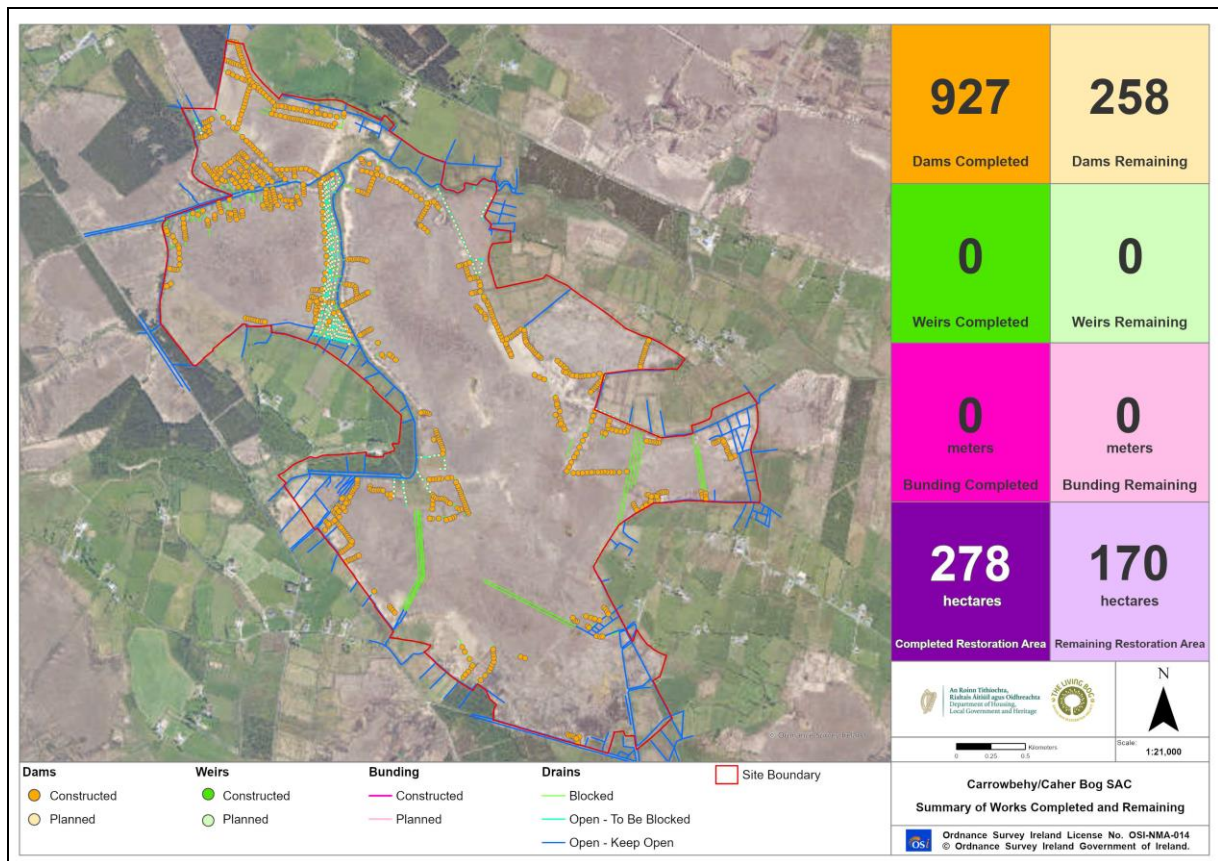 927
Dams Completed
258
Dams Remaining
0
Weirs Completed
0
Weirs Remaining
0
meters
Bunding Completed
0
meters
Bunding Remaining
278
hectares
Completed Restoration Area
170
hectares
Remaining Restoration Area
An Roinn Tithíochta,
Rialtais Áitiúil agus Oidhreachta
Department of Housing,
Local Government and Heritage
THE LIVING BOG
N
Kilometers
0 0.25 0.5
Scale:
1:21,000
Carrowbehy/Caher Bog SAC
Summary of Works Completed and Remaining
OSi
Ordnance Survey Ireland License No. OSI-NMA-014
© Ordnance Survey Ireland Government of Ireland.
Dams
Constructed
Planned
Weirs
Constructed
Planned
Bunding
Constructed
Planned
Drains
Blocked
Open - To Be Blocked
Open - Keep Open
Site Boundary